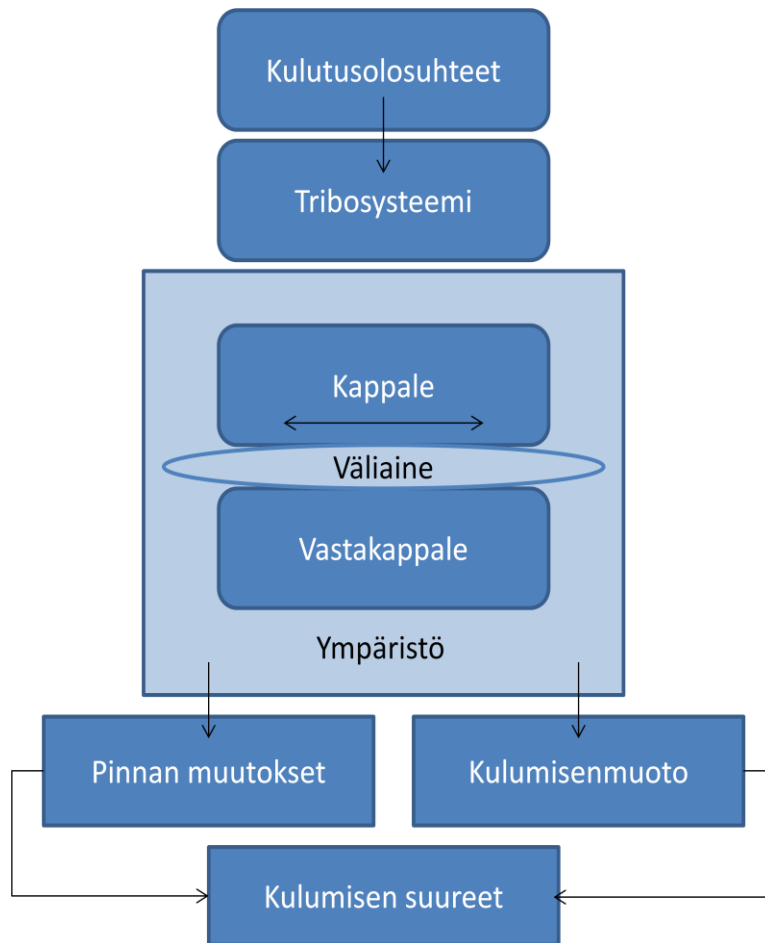 Kulutusolosuhteet
Tribosysteemi
Kappale
Väliaine
Vastakappale
Ympäristö
Pinnan muutokset
Kulumisenmuoto
Kulumisen suureet